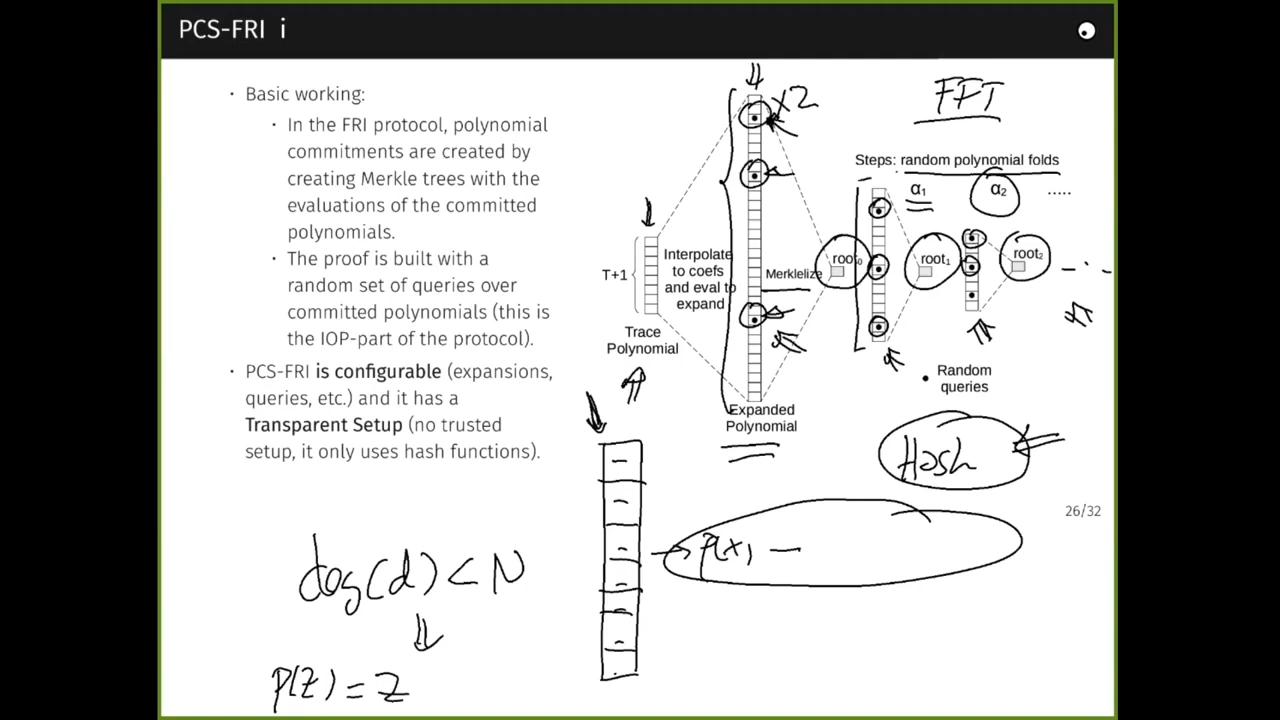 PCS-FRI i
· Basic working:
· In the FRI protocol, polynomial
commitments are created by
creating Merkle trees with the
evaluations of the committed
polynomials.
· The proof is built with a
random set of queries over
committed polynomials (this is
the IOP-part of the protocol).
· PCS-FRI is configurable (expansions,
queries, etc.) and it has a
Transparent Setup (no trusted
setup, it only uses hash functions).
deg(d) < N
P(Z) = Z
T+1
Trace
Polynomial
Interpolate
to coefs
and eval to
expand
x2
Expanded
Polynomial
Merklelize
root₀
FFT
Steps: random polynomial folds
α₁
α₂
.....
root₁
root₂
• Random
queries
Hash
P(x) —
26/32